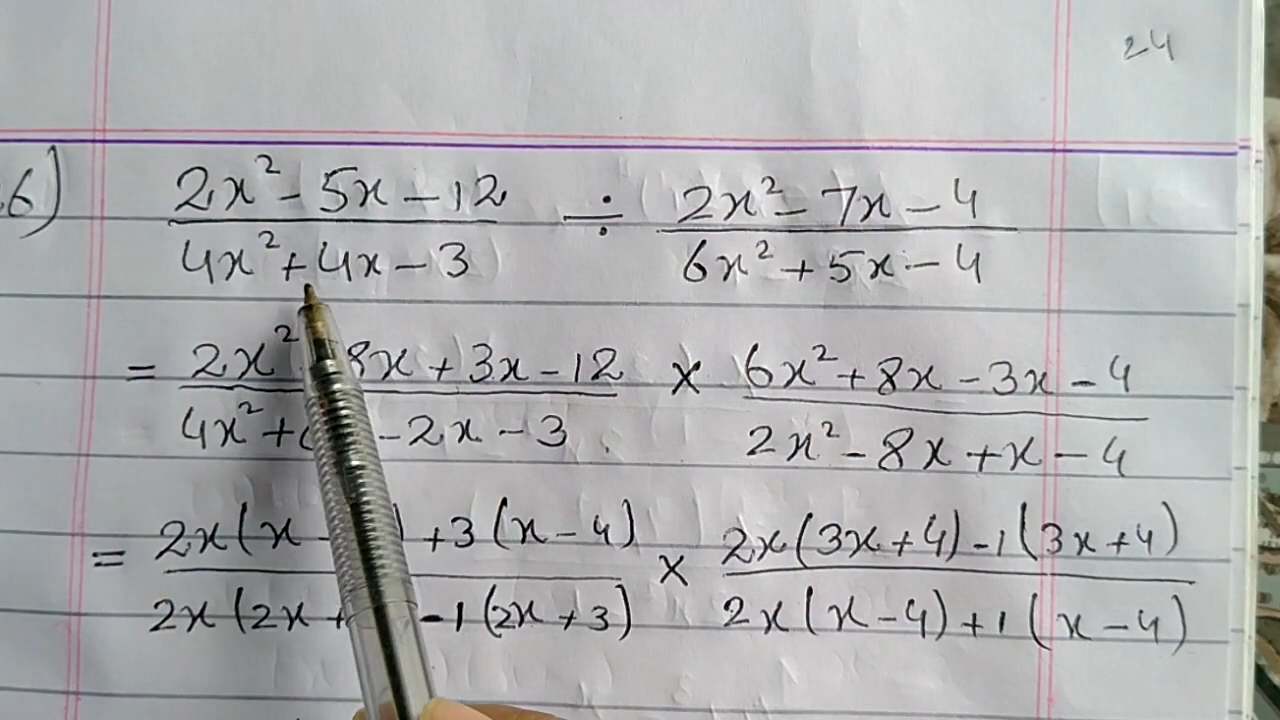 24
6) (2x² - 5x - 12)/(4x² + 4x - 3) ÷ (2x² - 7x - 4)/(6x² + 5x - 4)
= (2x² 8x + 3x - 12)/(4x² + - 2x - 3) × (6x² + 8x - 3x - 4)/(2x² - 8x + x - 4)
= (2x(x ) + 3(x - 4))/(2x(2x + - 1(2x + 3)) × (2x(3x + 4) - 1(3x + 4))/(2x(x - 4) + 1(x - 4))